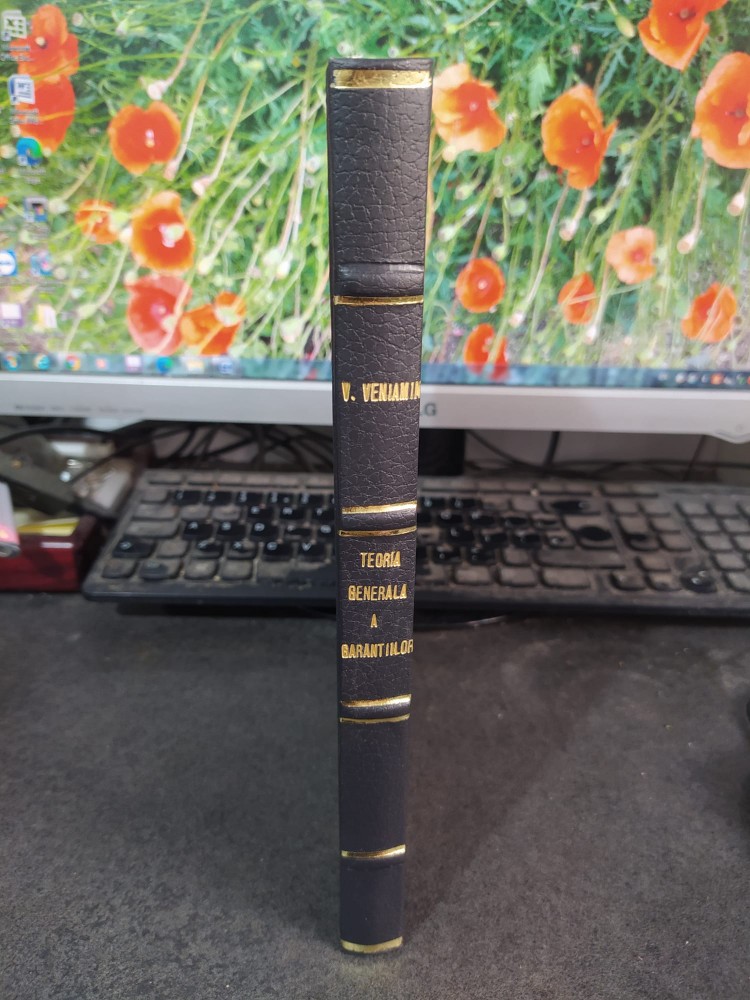 V. VENIAMIN
LG
TEORIA
GENERALA
A
GARANTIILOR